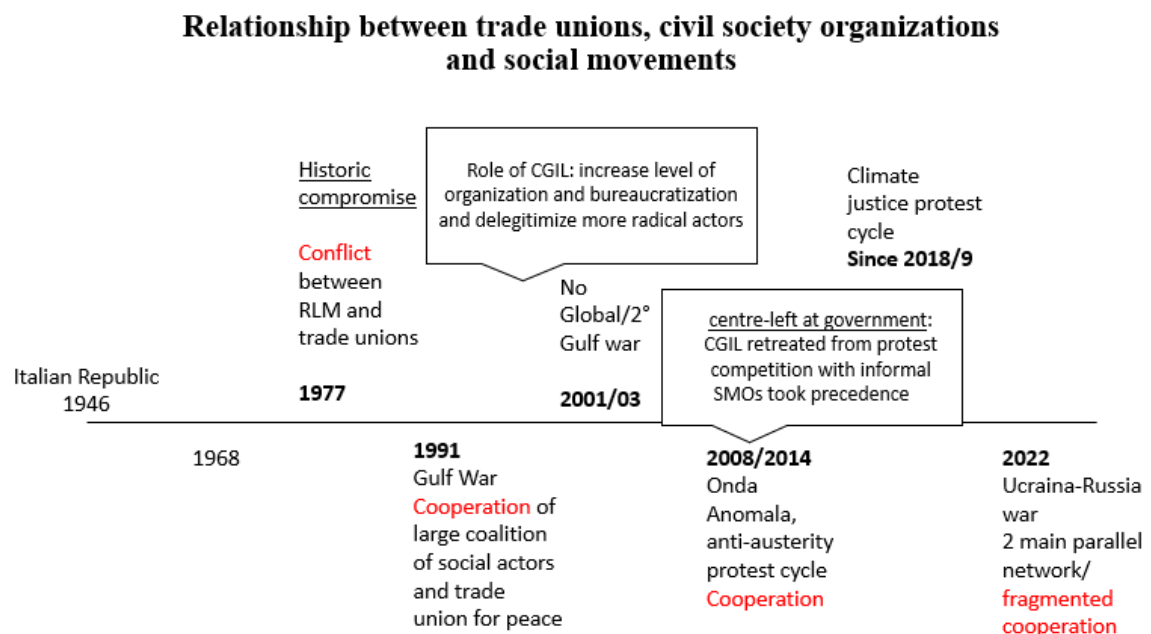 Relationship between trade unions, civil society organizations
and social movements
Historic
compromise
Conflict
between
RLM and
trade unions
1977
Role of CGIL: increase level of
organization and bureaucratization
and delegitimize more radical actors
No
Global/2°
Gulf war
2001/03
Climate
justice protest
cycle
Since 2018/9
centre-left at government:
CGIL retreated from protest
competition with informal
SMOs took precedence
Italian Republic
1946
1968
1991
Gulf War
Cooperation of
large coalition
of social actors
and trade
union for peace
2008/2014
Onda
Anomala,
anti-austerity
protest cycle
Cooperation
2022
Ucraina-Russia
war
2 main parallel
network/
fragmented
cooperation